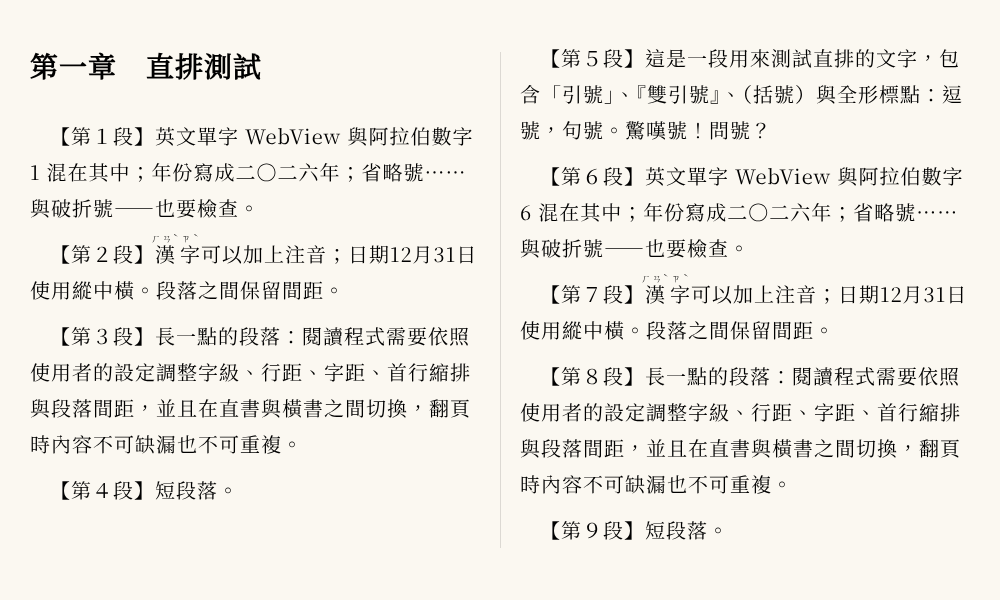 第一章　直排測試
【第１段】英文單字 WebView 與阿拉伯數字
1 混在其中；年份寫成二〇二六年；省略號⋯⋯
與破折號——也要檢查。
ㄏㄢˋ ㄗˋ
【第２段】漢字可以加上注音；日期12月31日
使用縱中橫。段落之間保留間距。
【第３段】長一點的段落：閱讀程式需要依照
使用者的設定調整字級、行距、字距、首行縮排
與段落間距，並且在直書與橫書之間切換，翻頁
時內容不可缺漏也不可重複。
【第４段】短段落。
【第５段】這是一段用來測試直排的文字，包
含「引號」、『雙引號』、（括號）與全形標點：逗
號，句號。驚嘆號！問號？
【第６段】英文單字 WebView 與阿拉伯數字
6 混在其中；年份寫成二〇二六年；省略號⋯⋯
與破折號——也要檢查。
ㄏㄢˋ ㄗˋ
【第７段】漢字可以加上注音；日期12月31日
使用縱中橫。段落之間保留間距。
【第８段】長一點的段落：閱讀程式需要依照
使用者的設定調整字級、行距、字距、首行縮排
與段落間距，並且在直書與橫書之間切換，翻頁
時內容不可缺漏也不可重複。
【第９段】短段落。